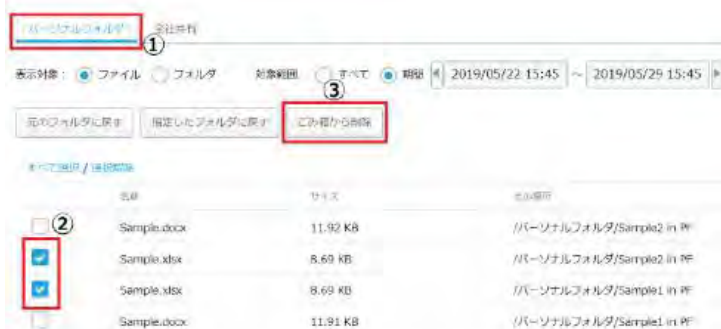 パーソナルフォルダ 全社共有
①
表示対象： ファイル フォルダ 対象範囲 すべて 期間 2019/05/22 15:45 ~ 2019/05/29 15:45
③
元のフォルダに戻す 指定したフォルダに戻す ごみ箱から削除
すべて選択 / 選択解除
名前 サイズ 元の場所
② Sample.docx 11.92 KB /パーソナルフォルダ/Sample2 in PF
Sample.xlsx 8.69 KB /パーソナルフォルダ/Sample2 in PF
Sample.xlsx 8.69 KB /パーソナルフォルダ/Sample1 in PF
Sample.docx 11.91 KB /パーソナルフォルダ/Sample1 in PF